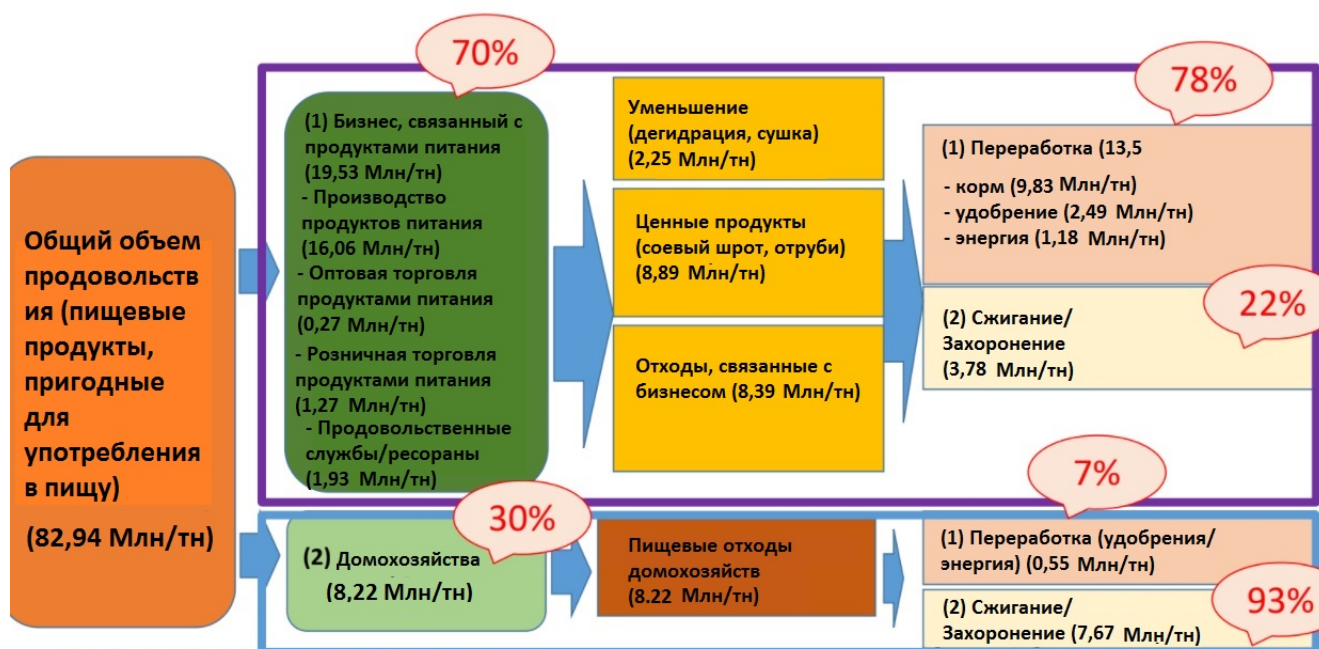 70%
78%
Общий объем
продовольств
ия (пищевые
продукты,
пригодные
для
употребления
в пищу)
(82,94 Млн/тн)
(1) Бизнес, связанный с
продуктами питания
(19,53 Млн/тн)
- Производство
продуктов питания
(16,06 Млн/тн)
- Оптовая торговля
продуктами питания
(0,27 Млн/тн)
- Розничная торговля
продуктами питания
(1,27 Млн/тн)
- Продовольственные
службы/ресораны
(1,93 Млн/тн)
Уменьшение
(дегидрация, сушка)
(2,25 Млн/тн)
Ценные продукты
(соевый шрот, отруби)
(8,89 Млн/тн)
Отходы, связанные с
бизнесом (8,39 Млн/тн)
(1) Переработка (13,5
- корм (9,83 Млн/тн)
- удобрение (2,49 Млн/тн)
- энергия (1,18 Млн/тн)
22%
(2) Сжигание/
Захоронение
(3,78 Млн/тн)
30%
7%
(2) Домохозяйства
(8,22 Млн/тн)
Пищевые отходы
домохозяйств
(8.22 Млн/тн)
(1) Переработка (удобрения/
энергия) (0,55 Млн/тн)
93%
(2) Сжигание/
Захоронение (7,67 Млн/тн)